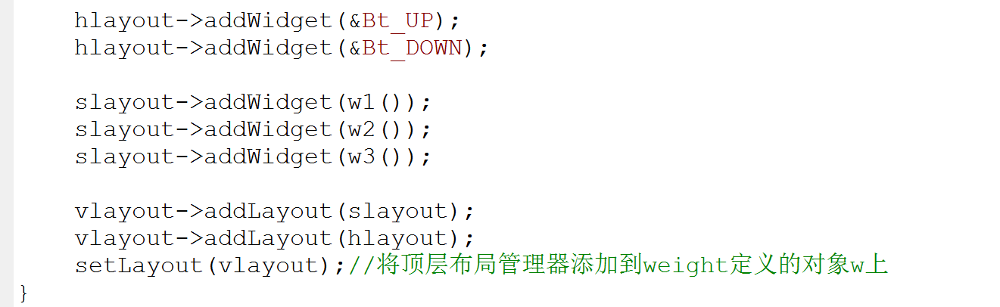 hlayout->addWidget(&Bt_UP);
hlayout->addWidget(&Bt_DOWN);
slayout->addWidget(w1());
slayout->addWidget(w2());
slayout->addWidget(w3());
vlayout->addLayout(slayout);
vlayout->addLayout(hlayout);
setLayout(vlayout);//将顶层布局管理器添加到weight定义的对象w上
}